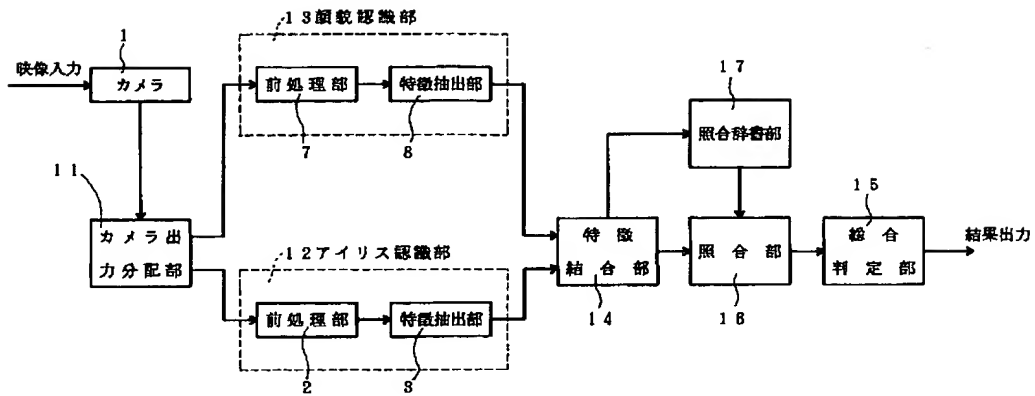 13顔貌認識部
1
映像入力
カメラ
前処理部
特徴抽出部
7
8
17
照合辞書部
11
カメラ出
力分配部
12アイリス認識部
特徴
結合部
14
照合部
16
15
総合
判定部
結果出力
前処理部
特徴抽出部
2
3